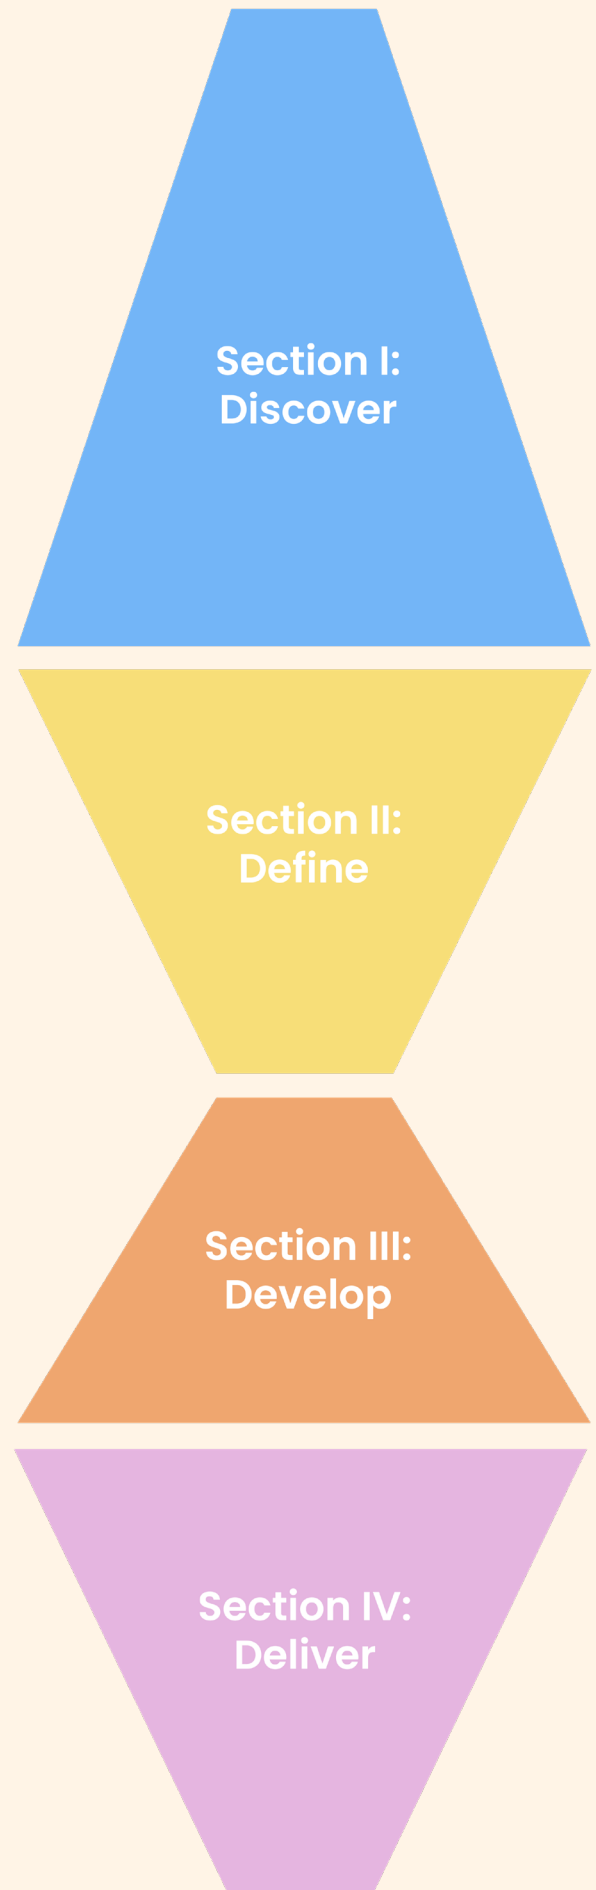 Section I:
Discover
Section II:
Define
Section III:
Develop
Section IV:
Deliver